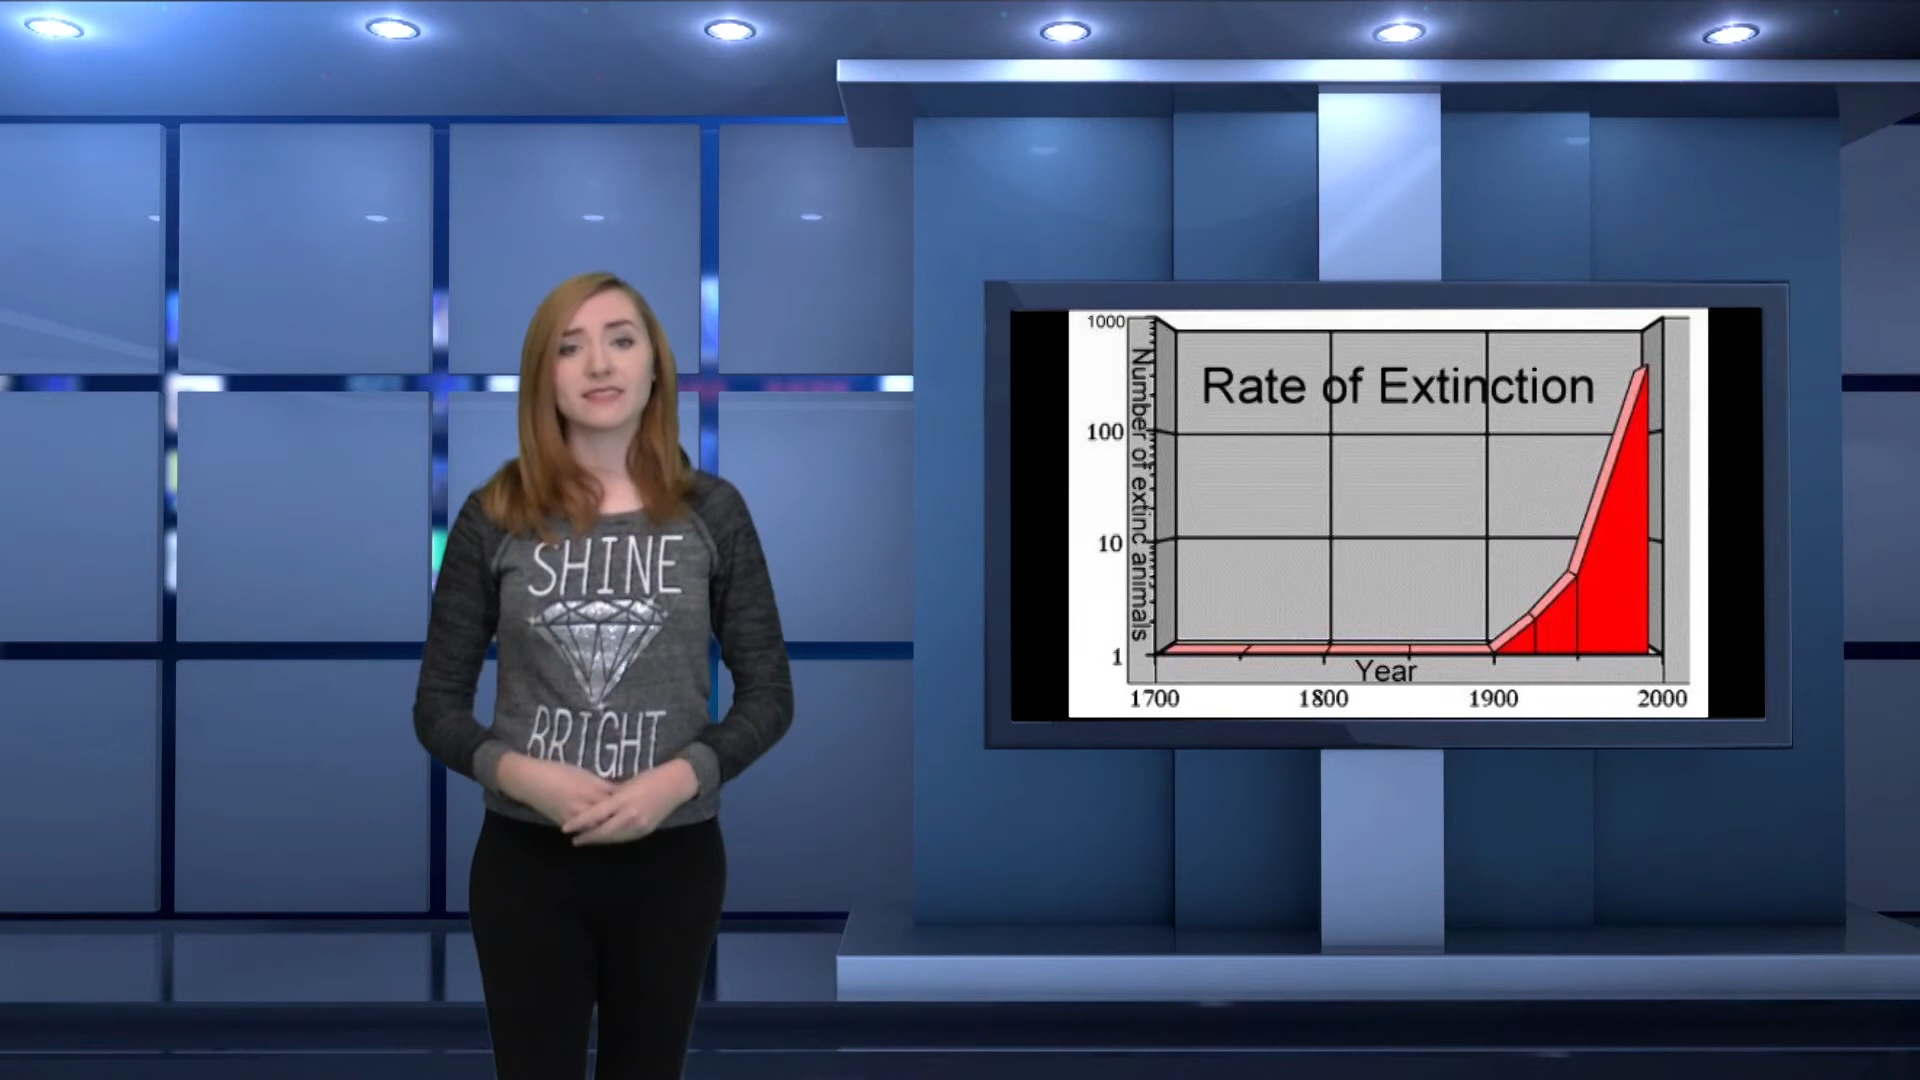 SHINE
BRIGHT
Rate of Extinction
Number of extinc animals
1000
100
10
1
Year
1700
1800
1900
2000